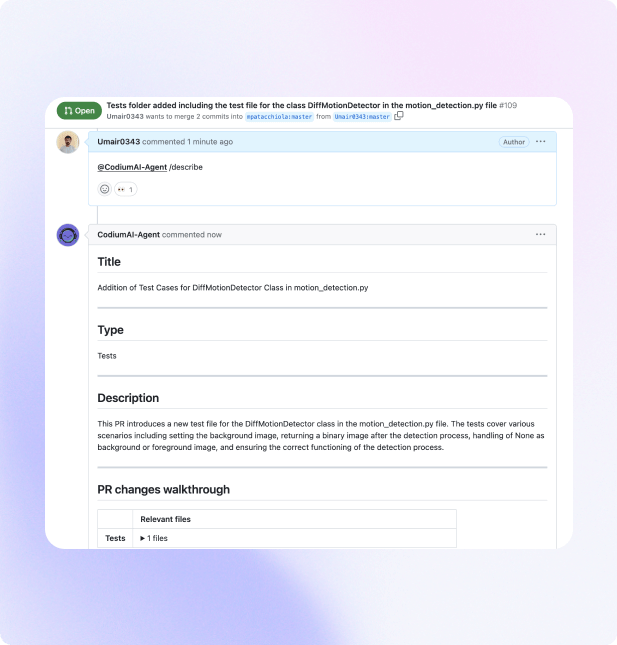 Open
Tests folder added including the test file for the class DiffMotionDetector in the motion_detection.py file #109
Umair0343 wants to merge 2 commits into mpatacchiola:master from Umair0343:master
Umair0343 commented 1 minute ago
Author
@CodiumAI-Agent /describe
1
CodiumAI-Agent commented now
Title
Addition of Test Cases for DiffMotionDetector Class in motion_detection.py
Type
Tests
Description
This PR introduces a new test file for the DiffMotionDetector class in the motion_detection.py file. The tests cover various
scenarios including setting the background image, returning a binary image after the detection process, handling of None as
background or foreground image, and ensuring the correct functioning of the detection process.
PR changes walkthrough
Relevant files
Tests
1 files